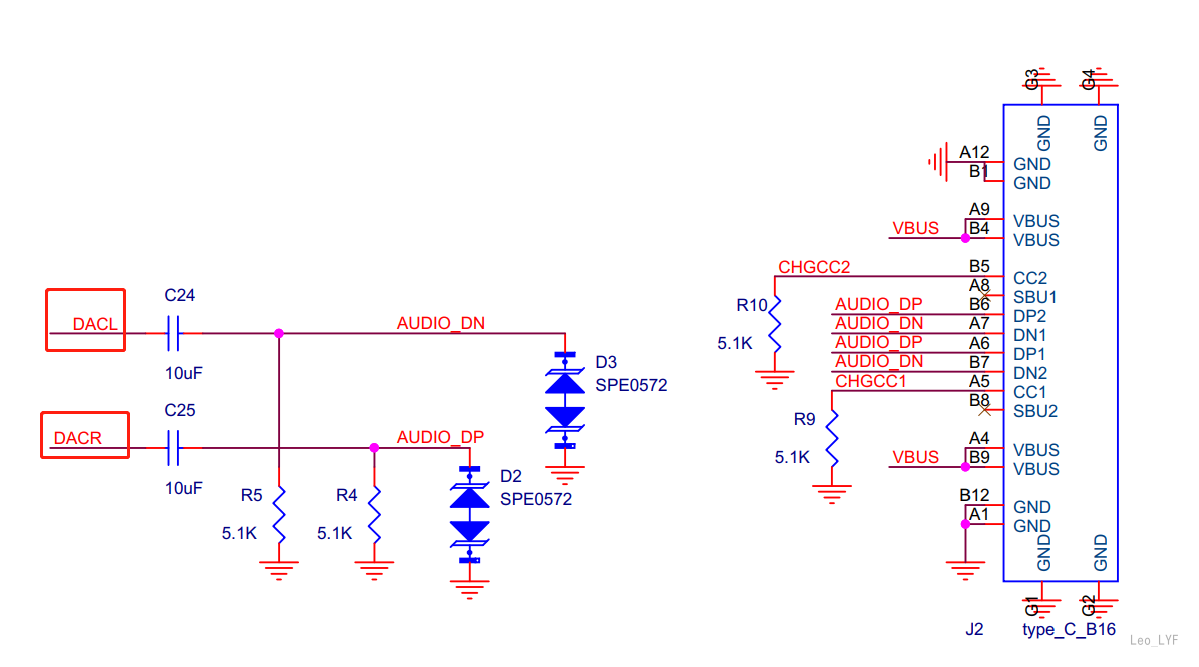 G3
G4
GND
GND
A12
GND
B1
GND
A9
VBUS
VBUS
B4
VBUS
CHGCC2
B5
CC2
A8
SBU1
R10
AUDIO_DP
B6
DP2
AUDIO_DN
A7
DN1
5.1K
AUDIO_DP
A6
DP1
AUDIO_DN
B7
DN2
CHGCC1
A5
CC1
B8
SBU2
R9
5.1K
A4
VBUS
VBUS
B9
VBUS
B12
GND
A1
GND
GND
GND
G1
G2
J2
type_C_B16
C24
DACL
AUDIO_DN
10uF
D3
SPE0572
C25
DACR
AUDIO_DP
10uF
D2
SPE0572
R5
R4
5.1K
5.1K
Leo_LYF